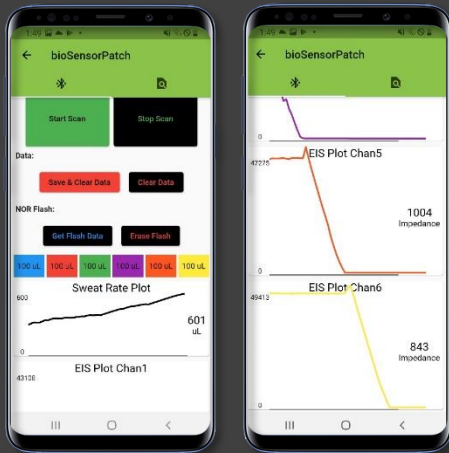 1:49
bioSensorPatch
Start Scan
Stop Scan
Data:
Save & Clear Data
Clear Data
NOR Flash:
Get Flash Data
Erase Flash
100 uL 100 uL 100 uL 100 uL 100 uL 100 uL
Sweat Rate Plot
600
601
uL
0
EIS Plot Chan1
43108
1:49
bioSensorPatch
0
EIS Plot Chan5
47275
1004
Impedance
0
EIS Plot Chan6
49413
843
Impedance
0